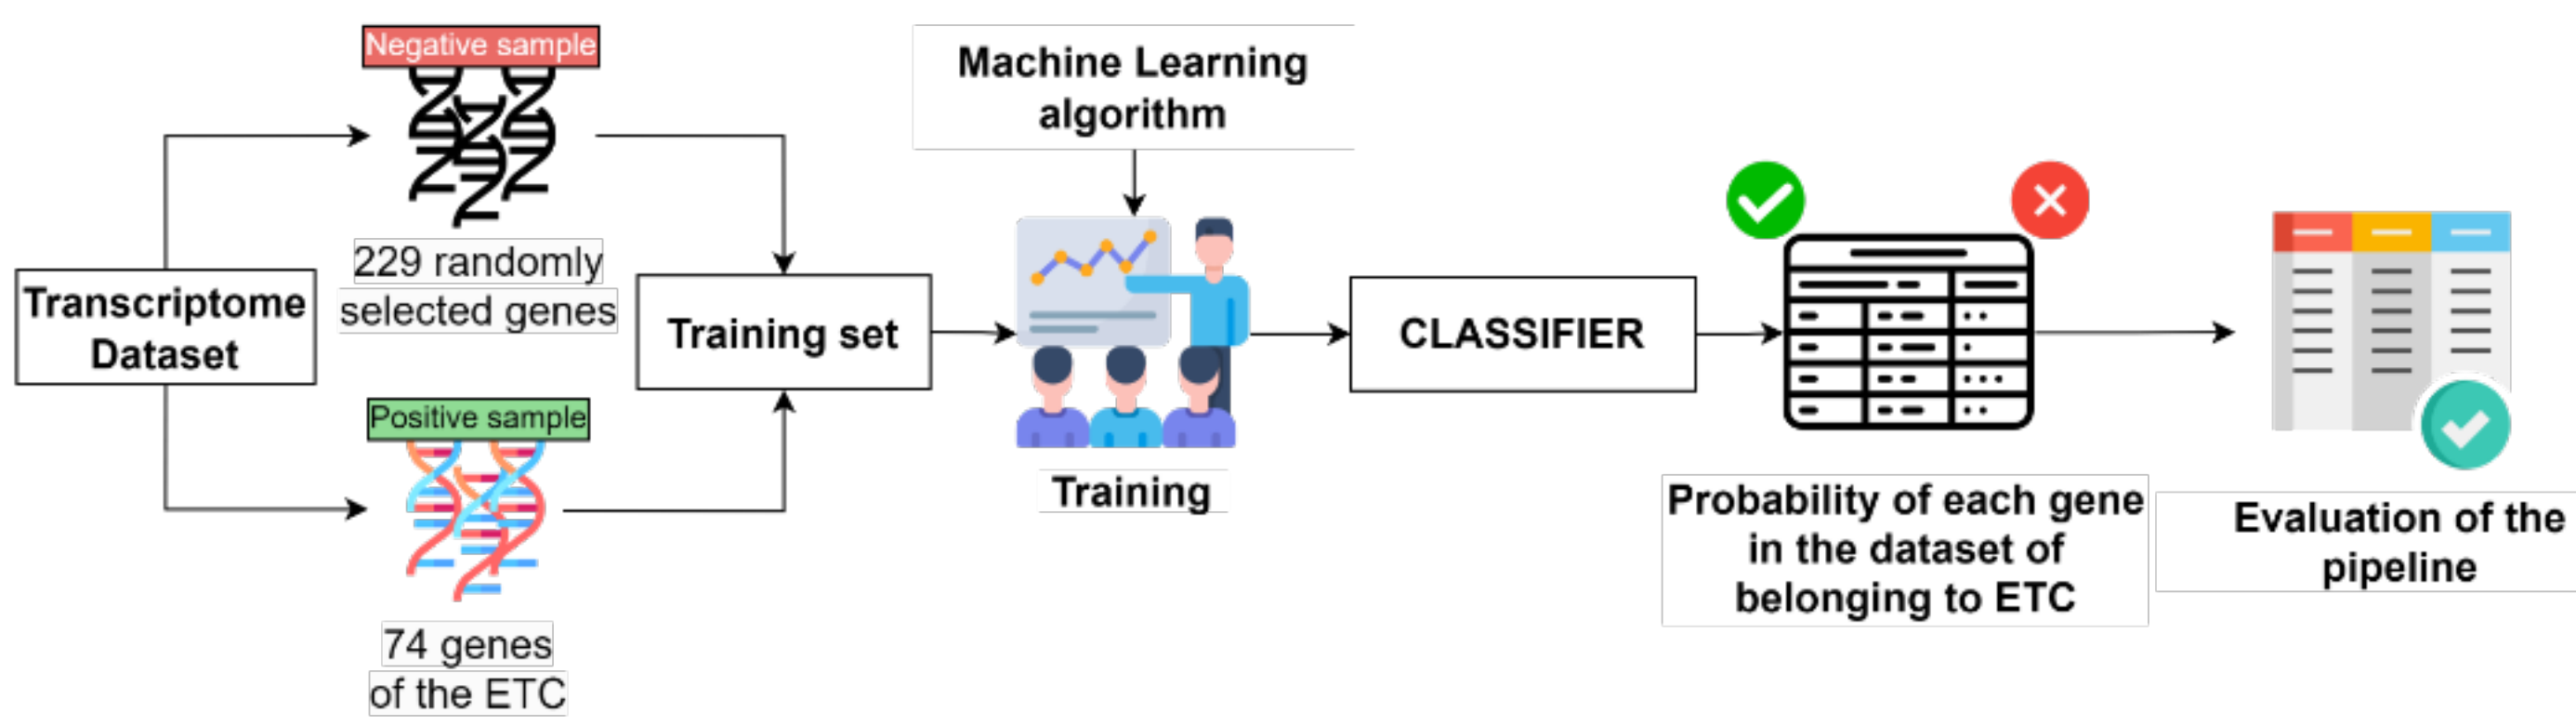 Negative sample
229 randomly
selected genes
Transcriptome
Dataset
Positive sample
74 genes
of the ETC
Training set
Machine Learning
algorithm
Training
CLASSIFIER
Probability of each gene
in the dataset of
belonging to ETC
Evaluation of the
pipeline